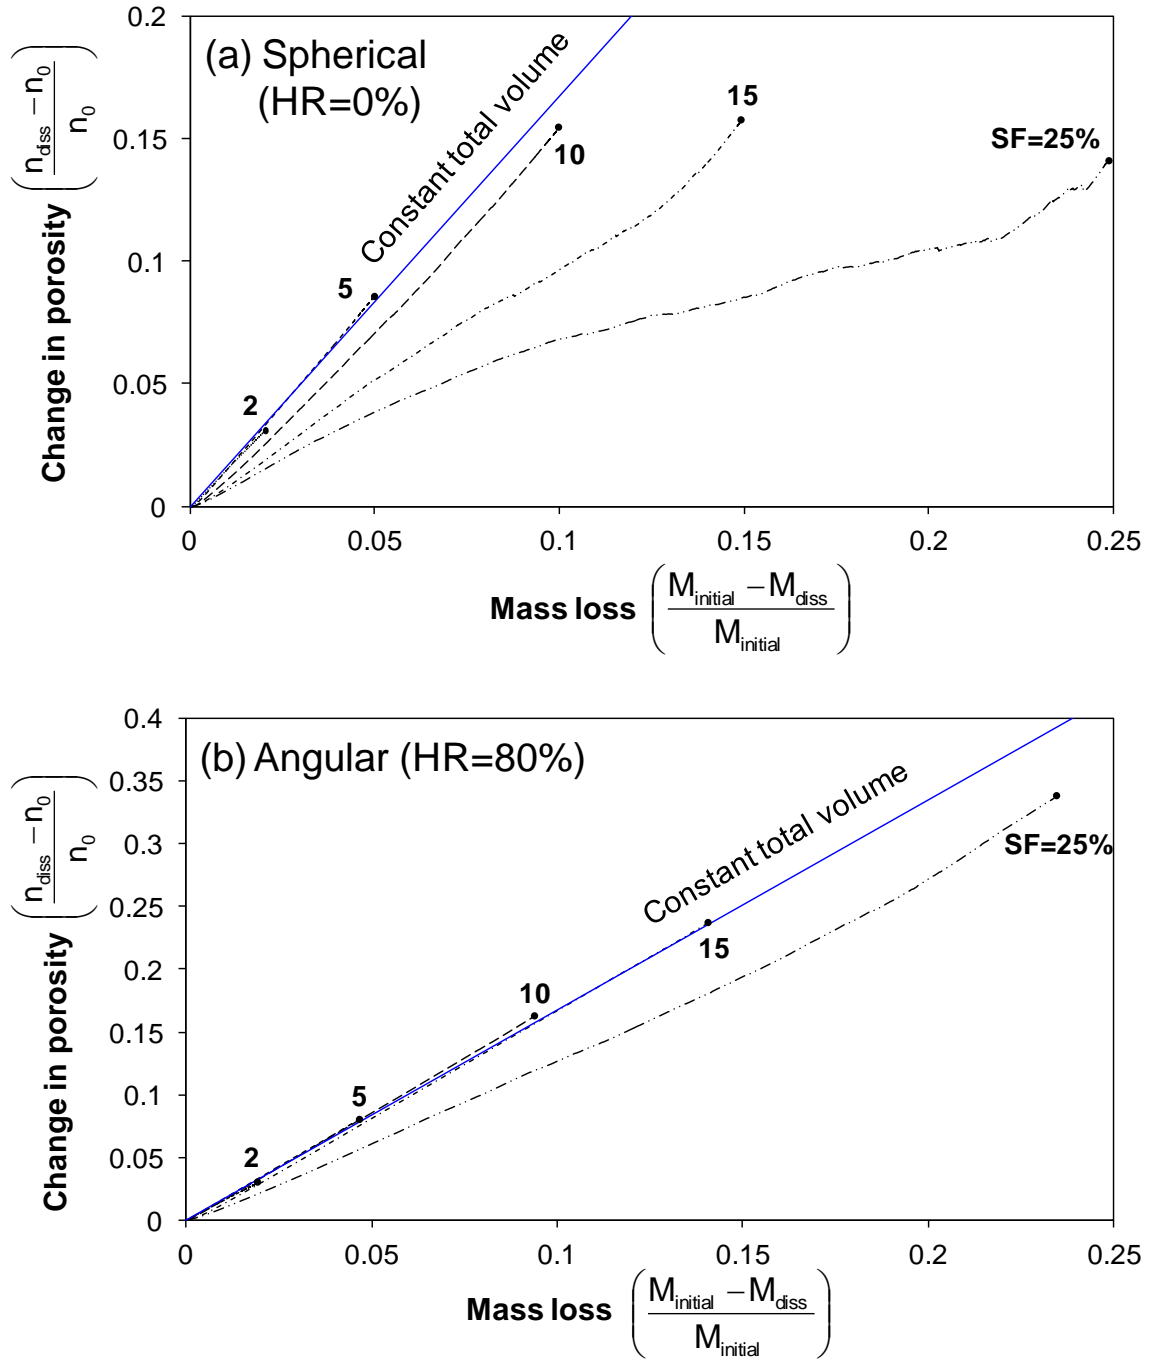 (a) Spherical
(HR=0%)
Constant total volume
0.2
0.15
0.1
0.05
0
2
5
10
15
SF=25%
Change in porosity ((n_diss – n_0)/n_0)
0 0.05 0.1 0.15 0.2 0.25
Mass loss ((M_initial – M_diss)/M_initial)
(b) Angular (HR=80%)
Constant total volume
0.4
0.35
0.3
0.25
0.2
0.15
0.1
0.05
0
2
5
10
15
SF=25%
Change in porosity ((n_diss – n_0)/n_0)
0 0.05 0.1 0.15 0.2 0.25
Mass loss ((M_initial – M_diss)/M_initial)